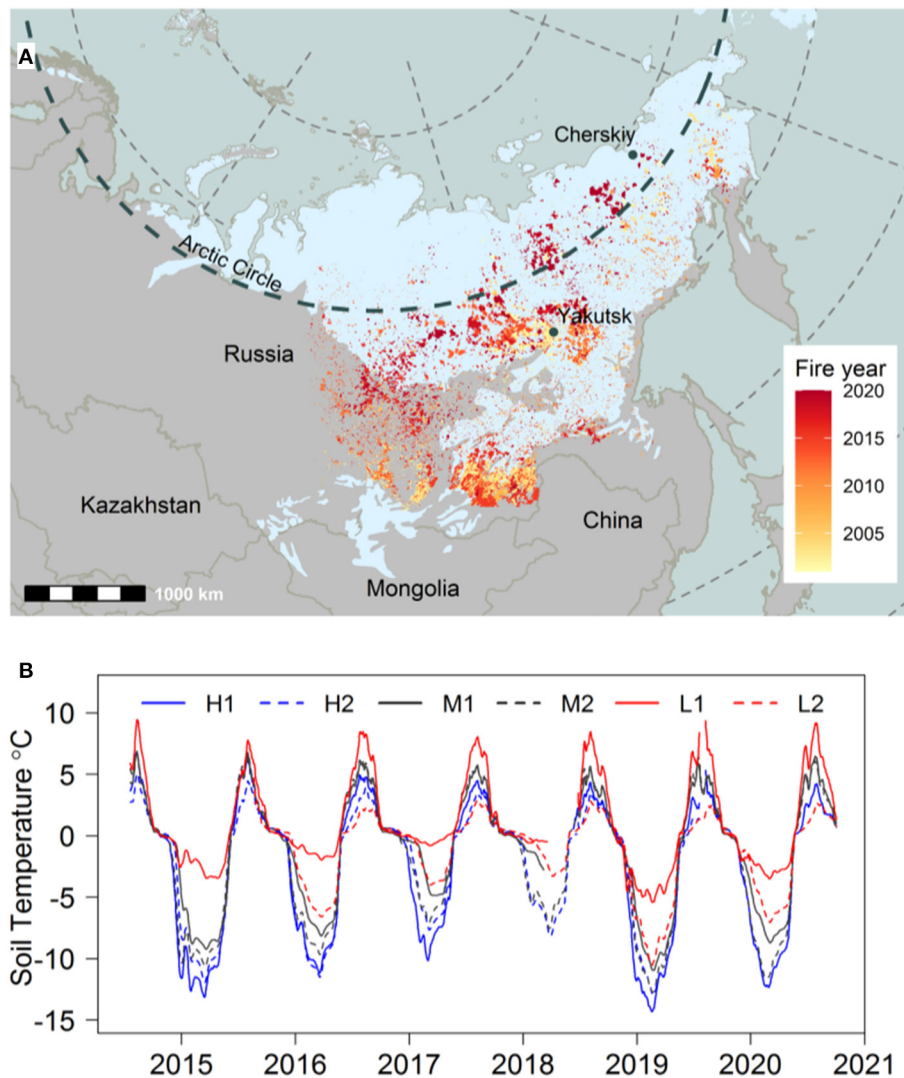 A
Cherskiy
Arctic Circle
Yakutsk
Russia
Fire year
2020
2015
2010
2005
Kazakhstan
China
Mongolia
1000 km
B
H1 H2 M1 M2 L1 L2
Soil Temperature °C
10
5
0
-5
-10
-15
2015 2016 2017 2018 2019 2020 2021